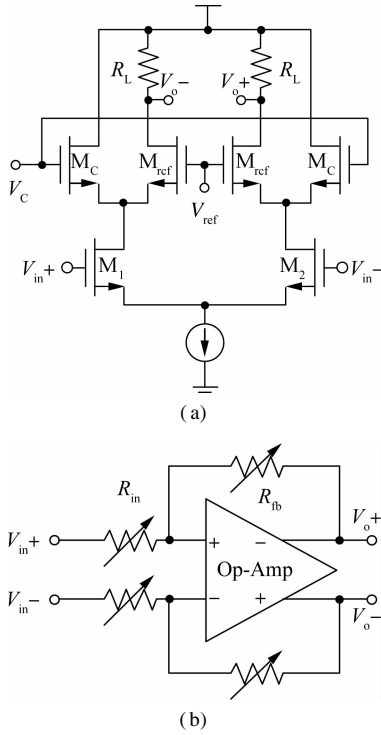 R_L V_o− V_o+ R_L
M_C M_rcf M_rcf M_C
V_C V_ref
V_in+ M_1 M_2 V_in−
(a)
R_in R_fb
V_in+ + − V_o+
Op-Amp
V_in− − + V_o−
(b)